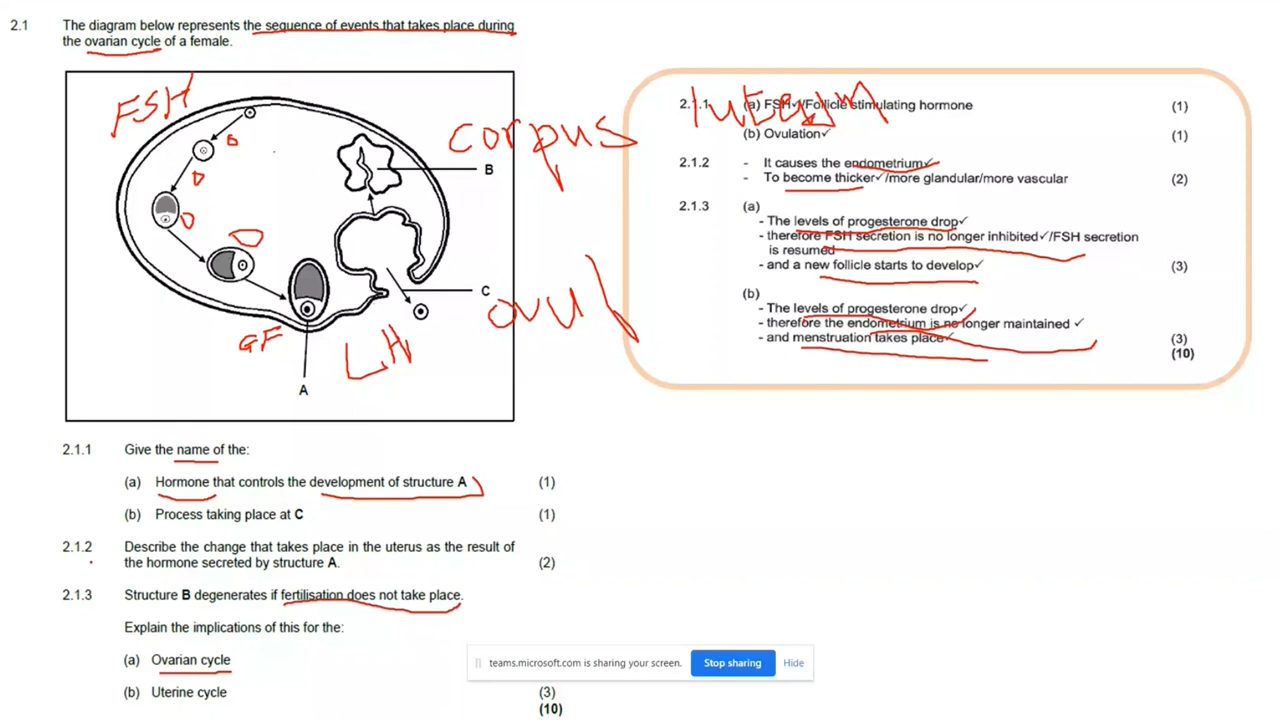 2.1 The diagram below represents the sequence of events that takes place during
the ovarian cycle of a female.
FSH
D
D
D
D
GF
LH
corpus
luteum
ovul
B
C
A
2.1.1 Give the name of the:
(a) Hormone that controls the development of structure A (1)
(b) Process taking place at C (1)
2.1.2 Describe the change that takes place in the uterus as the result of
the hormone secreted by structure A. (2)
2.1.3 Structure B degenerates if fertilisation does not take place.
Explain the implications of this for the:
(a) Ovarian cycle
(b) Uterine cycle (3)
(10)
2.1.1 (a) FSH✓/Follicle stimulating hormone (1)
(b) Ovulation✓ (1)
2.1.2 - It causes the endometrium✓
- To become thicker✓/more glandular/more vascular (2)
2.1.3 (a)
- The levels of progesterone drop✓
- therefore FSH secretion is no longer inhibited✓/FSH secretion
is resumed
- and a new follicle starts to develop✓ (3)
(b)
- The levels of progesterone drop✓
- therefore the endometrium is no longer maintained ✓
- and menstruation takes place✓ (3)
(10)
teams.microsoft.com is sharing your screen. Stop sharing Hide